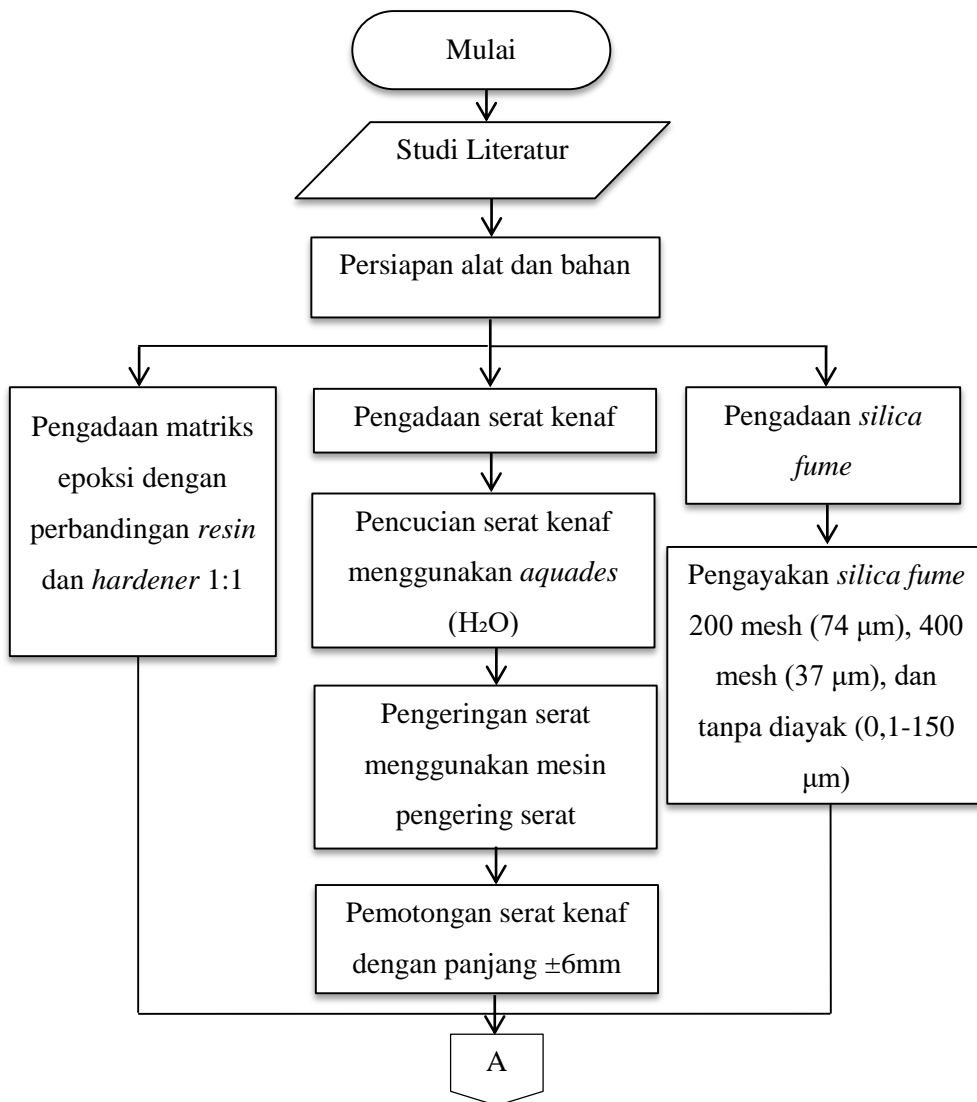 Mulai
Studi Literatur
Persiapan alat dan bahan
Pengadaan matriks
epoksi dengan
perbandingan resin
dan hardener 1:1
Pengadaan serat kenaf
Pencucian serat kenaf
menggunakan aquades
(H₂O)
Pengeringan serat
menggunakan mesin
pengering serat
Pemotongan serat kenaf
dengan panjang ±6mm
Pengadaan silica
fume
Pengayakan silica fume
200 mesh (74 μm), 400
mesh (37 μm), dan
tanpa diayak (0,1-150
μm)
A